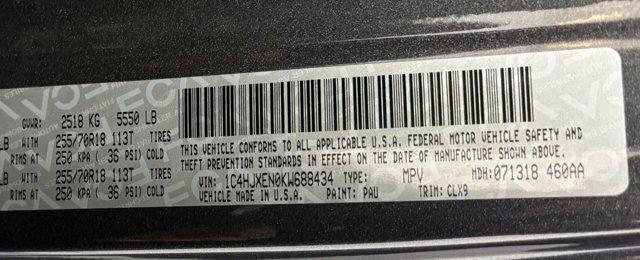 GVWR: 2518 KG 5550 LB
LB WITH 255/70R18 113T TIRES
RIMS AT 250 KPA ( 36 PSI) COLD
LB WITH 255/70R18 113T TIRES
RIMS AT 250 KPA ( 36 PSI) COLD
THIS VEHICLE CONFORMS TO ALL APPLICABLE U.S.A. FEDERAL MOTOR VEHICLE SAFETY AND
THEFT PREVENTION STANDARDS IN EFFECT ON THE DATE OF MANUFACTURE SHOWN ABOVE.
VIN: 1C4HJXEN0KW688434 TYPE: MPV MDH: 071318 460AA
VEHICLE MADE IN U.S.A. PAINT: PAU TRIM: CLX9